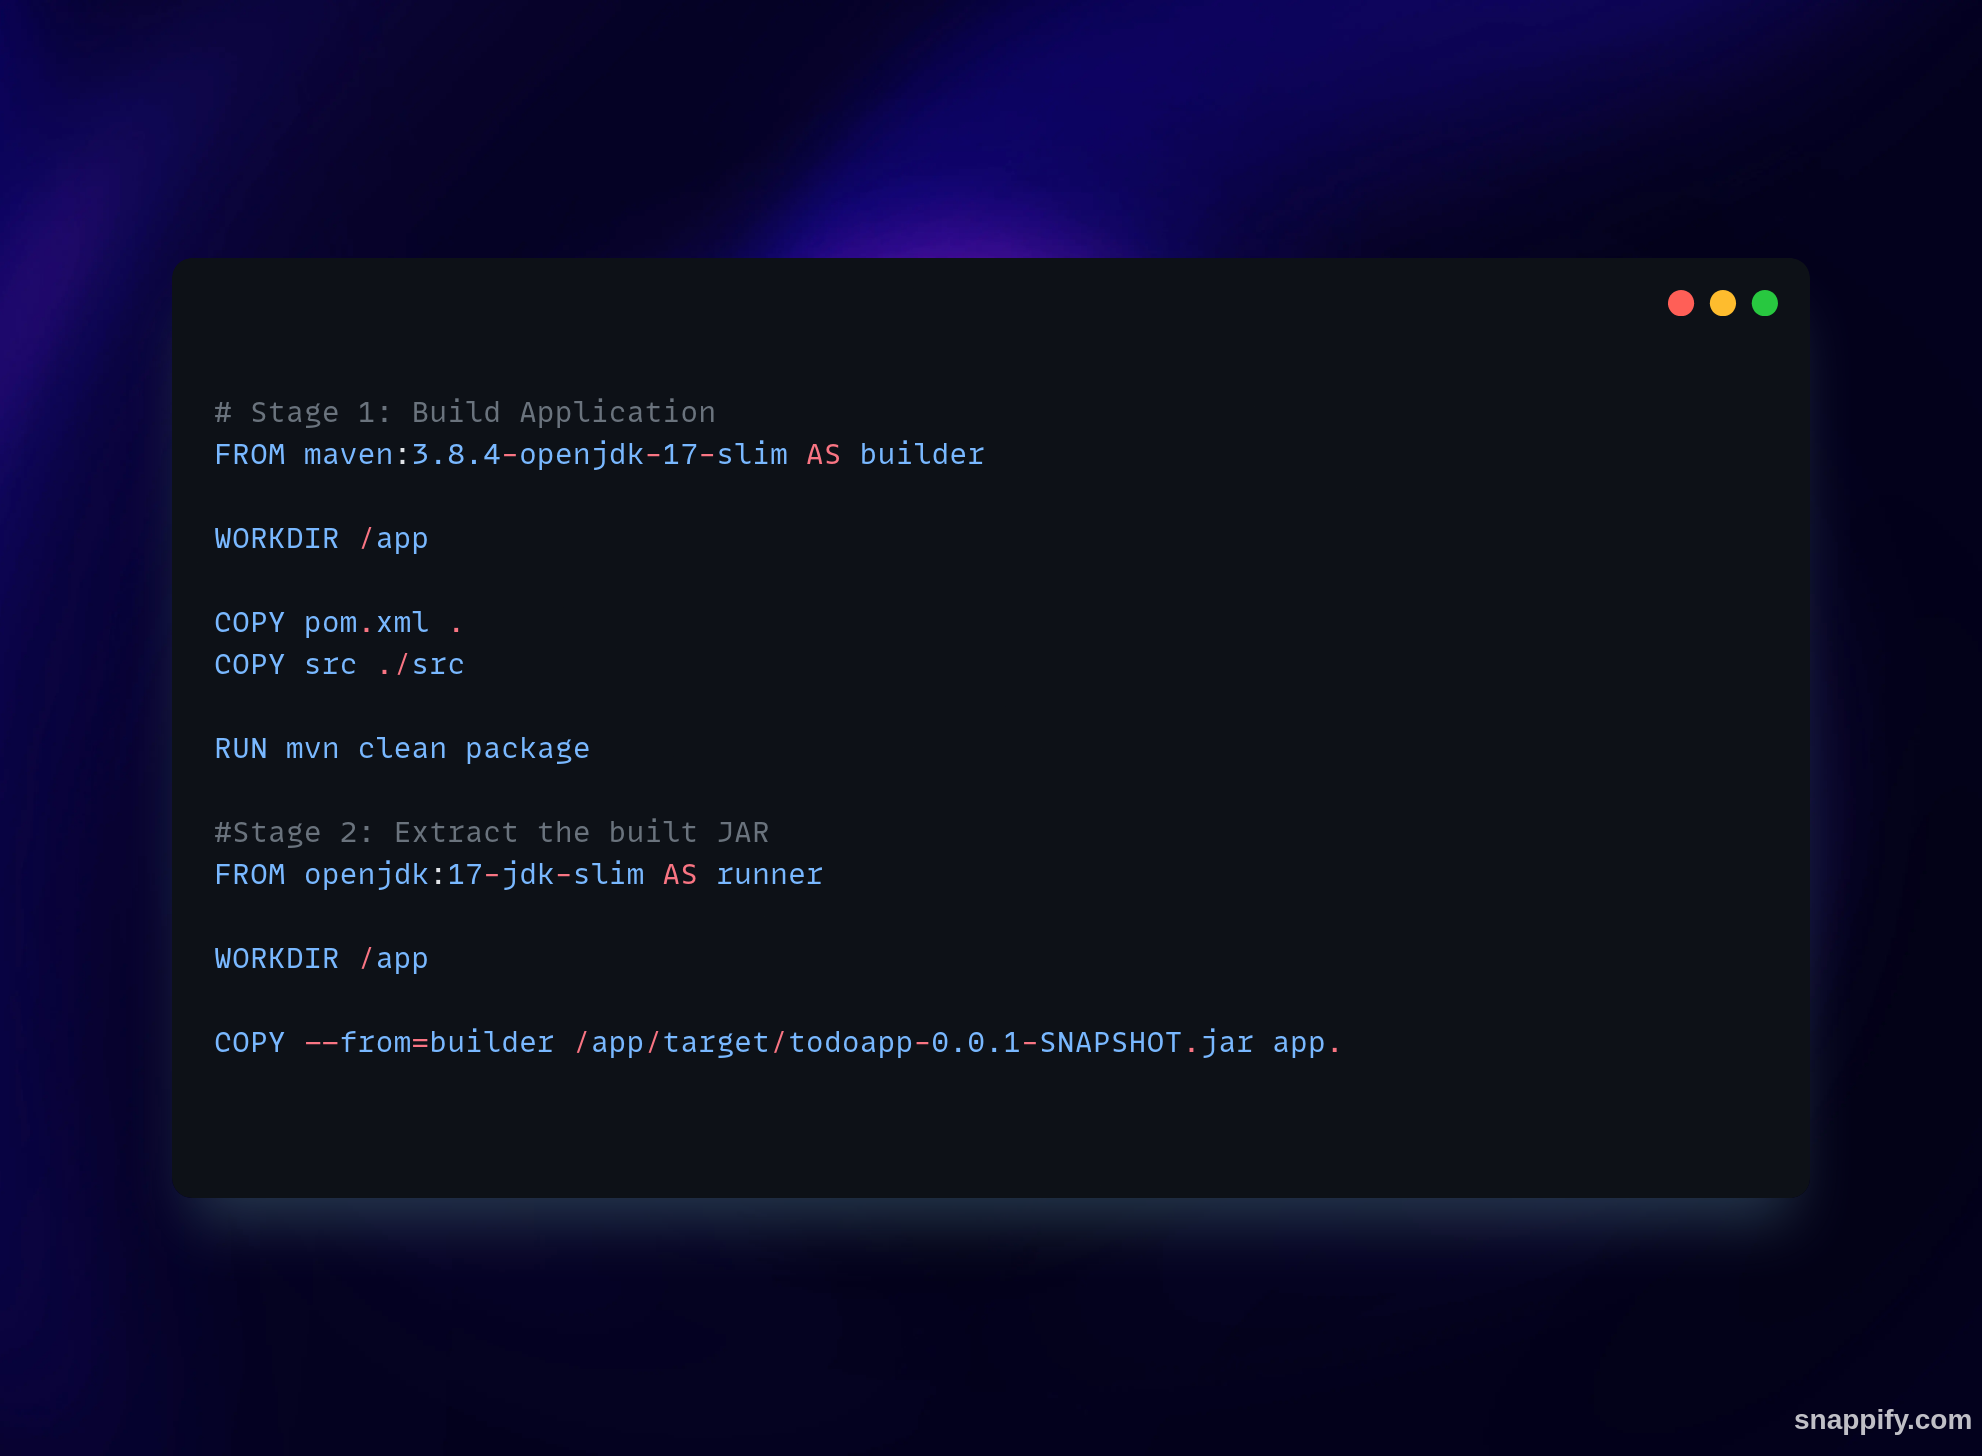 # Stage 1: Build Application
FROM maven:3.8.4-openjdk-17-slim AS builder
WORKDIR /app
COPY pom.xml .
COPY src ./src
RUN mvn clean package
#Stage 2: Extract the built JAR
FROM openjdk:17-jdk-slim AS runner
WORKDIR /app
COPY --from=builder /app/target/todoapp-0.0.1-SNAPSHOT.jar app.
snappify.com